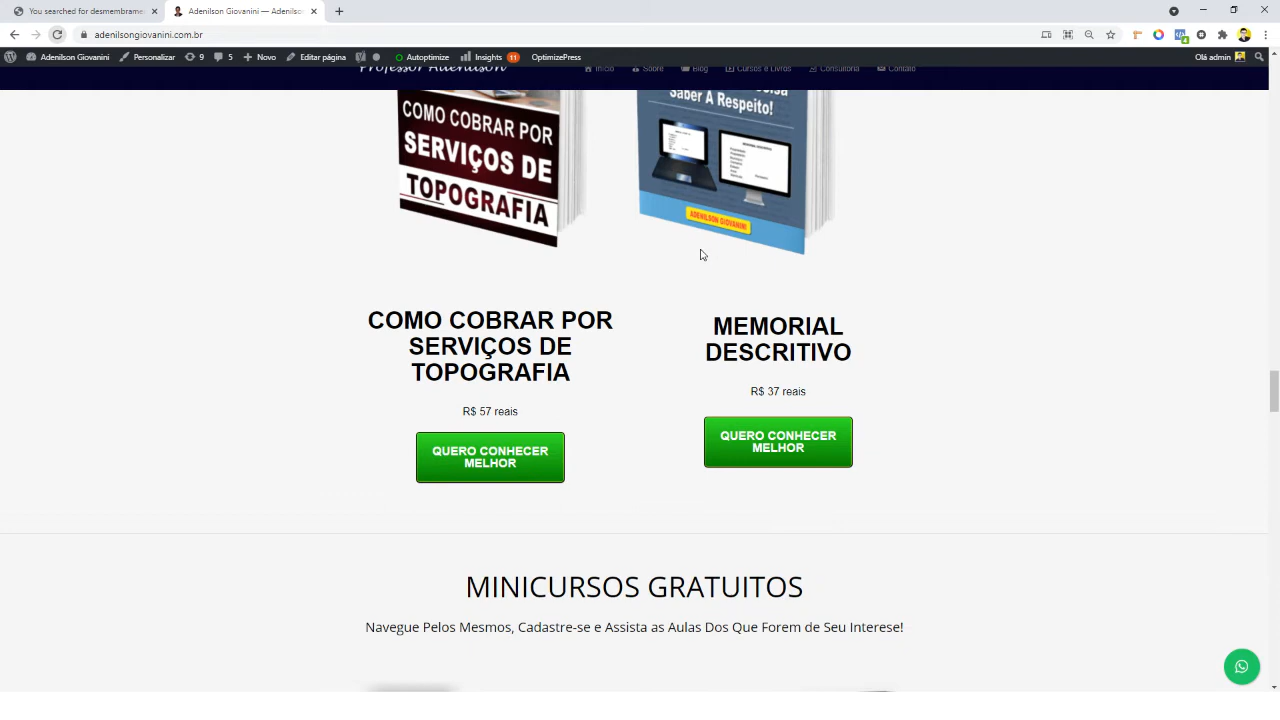 You searched for desmembrame
Adenilson Giovanini — Adenilson
adenilsongiovanini.com.br
Adenilson Giovanini
Personalizar
9
5
Novo
Editar página
Autoptimize
Insights
11
OptimizePress
Olá admin
Professor Adenilson
Início
Sobre
Blog
Cursos e Livros
Consultoria
Contato
COMO COBRAR POR
SERVIÇOS DE
TOPOGRAFIA
Saber A Respeito!
ADENILSON GIOVANINI
COMO COBRAR POR
SERVIÇOS DE
TOPOGRAFIA
R$ 57 reais
QUERO CONHECER
MELHOR
MEMORIAL
DESCRITIVO
R$ 37 reais
QUERO CONHECER
MELHOR
MINICURSOS GRATUITOS
Navegue Pelos Mesmos, Cadastre-se e Assista as Aulas Dos Que Forem de Seu Interese!